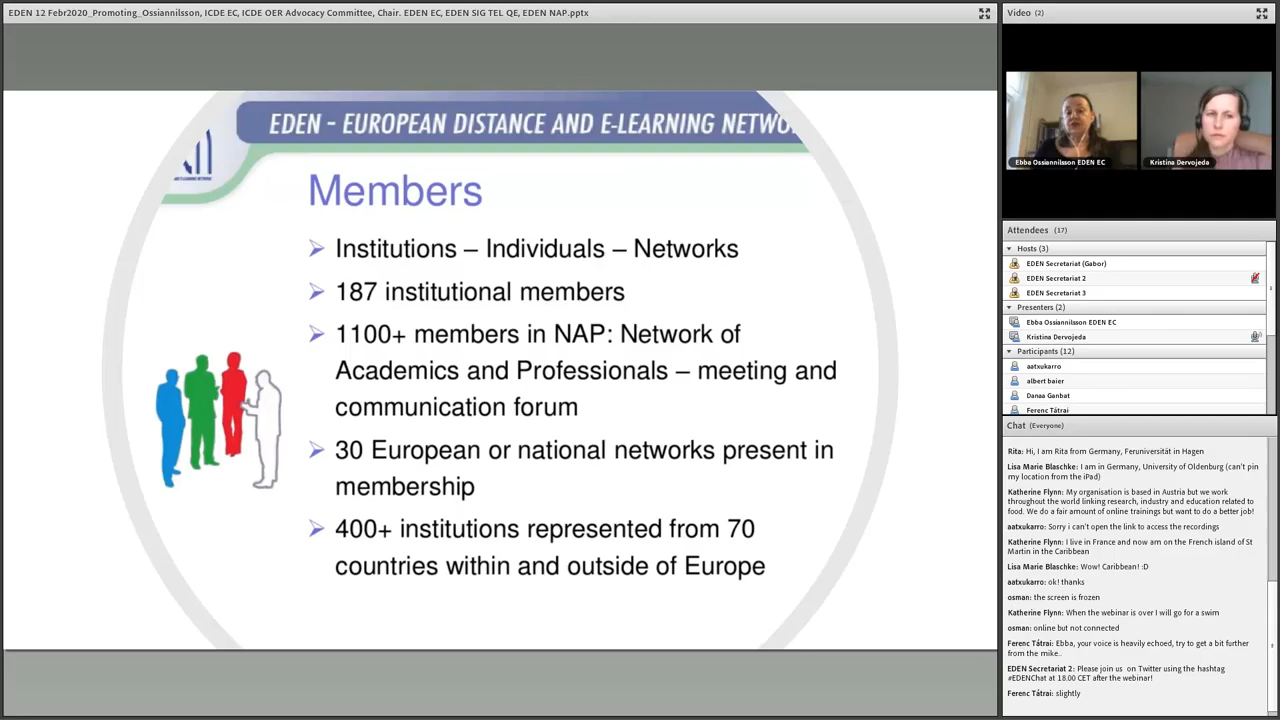 EDEN 12 Febr2020_Promoting_Ossiannilsson, ICDE EC, ICDE OER Advocacy Committee, Chair. EDEN EC, EDEN SIG TEL QE, EDEN NAP.pptx
EDEN - EUROPEAN DISTANCE AND E-LEARNING NETWO
Members
Institutions – Individuals – Networks
187 institutional members
1100+ members in NAP: Network of
Academics and Professionals – meeting and
communication forum
30 European or national networks present in
membership
400+ institutions represented from 70
countries within and outside of Europe
Video (2)
Ebba Ossiannilsson EDEN EC
Kristina Dervojeda
Attendees (17)
Hosts (3)
EDEN Secretariat (Gabor)
EDEN Secretariat 2
EDEN Secretariat 3
Presenters (2)
Ebba Ossiannilsson EDEN EC
Kristina Dervojeda
Participants (12)
aatxukarro
albert baier
Danaa Ganbat
Ferenc Tátrai
Chat (Everyone)
Rita: Hi, I am Rita from Germany, Feruniversität in Hagen
Lisa Marie Blaschke: I am in Germany, University of Oldenburg (can't pin
my location from the iPad)
Katherine Flynn: My organisation is based in Austria but we work
throughout the world linking research, industry and education related to
food. We do a fair amount of online trainings but want to do a better job!
aatxukarro: Sorry i can't open the link to access the recordings
Katherine Flynn: I live in France and now am on the French island of St
Martin in the Caribbean
Lisa Marie Blaschke: Wow! Caribbean! :D
aatxukarro: ok! thanks
osman: the screen is frozen
Katherine Flynn: When the webinar is over I will go for a swim
osman: online but not connected
Ferenc Tátrai: Ebba, your voice is heavily echoed, try to get a bit further
from the mike..
EDEN Secretariat 2: Please join us on Twitter using the hashtag
#EDENChat at 18.00 CET after the webinar!
Ferenc Tátrai: slightly